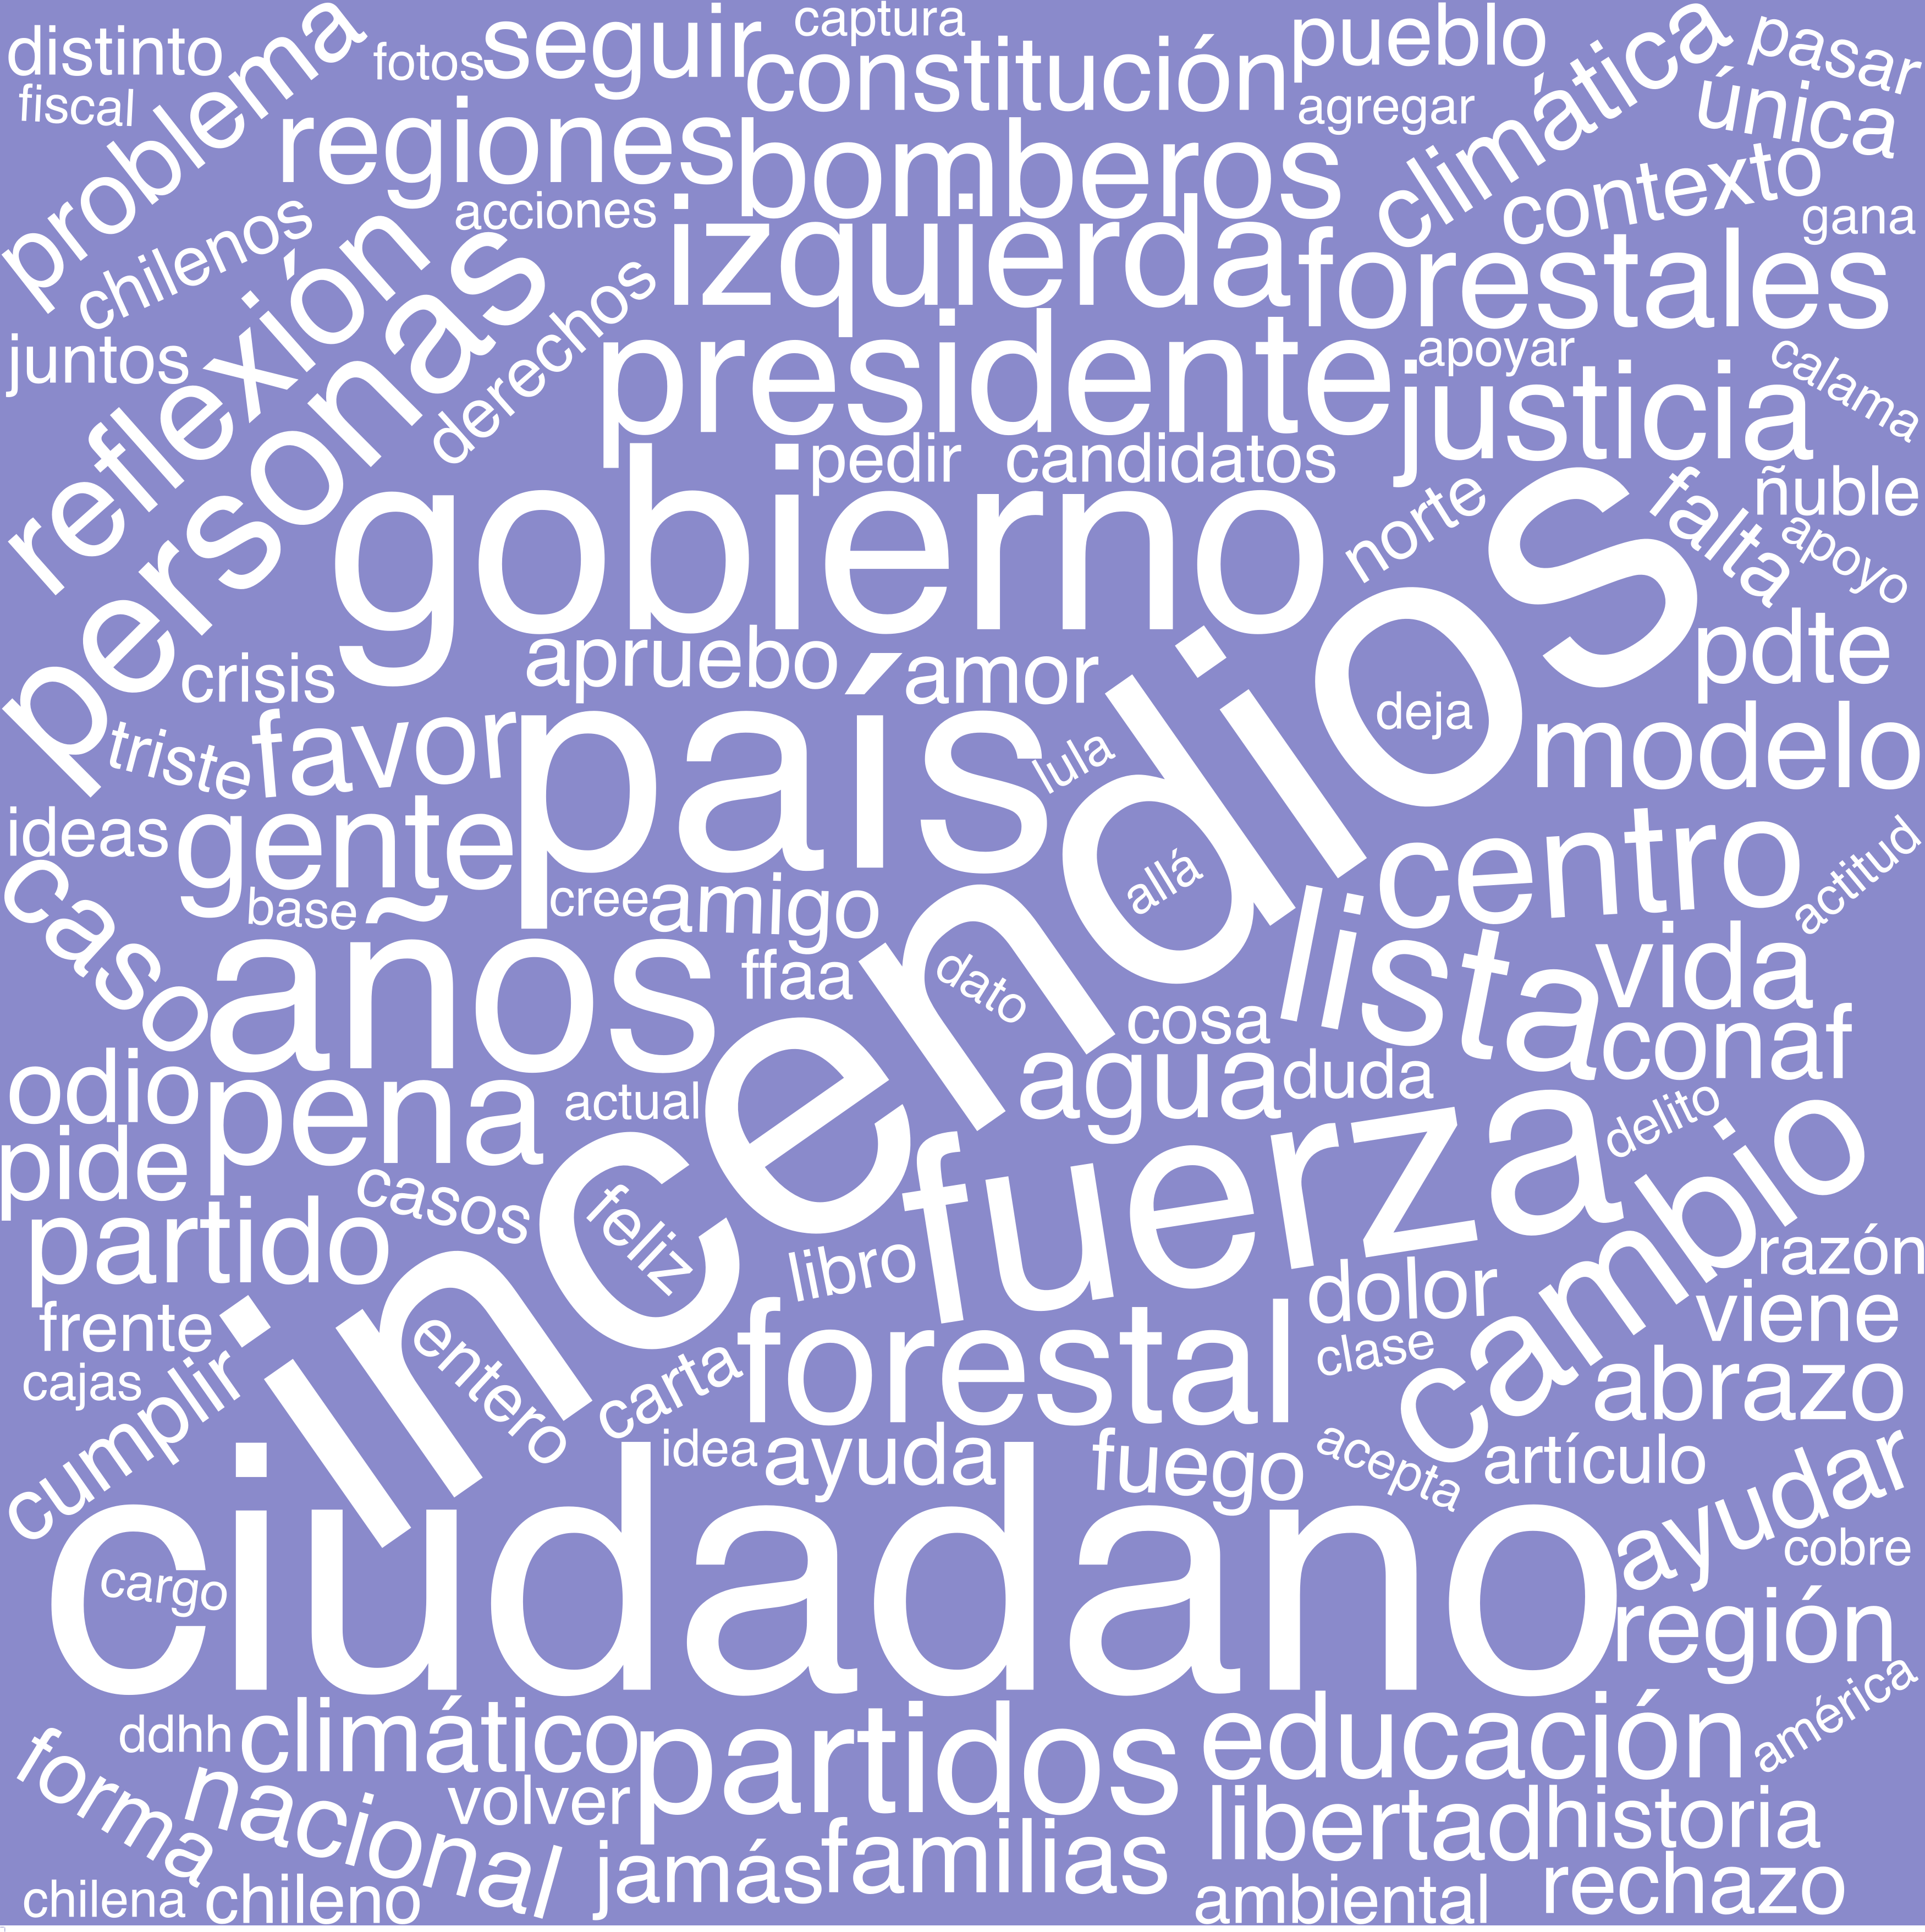 distinto
problema
fotos
seguir
captura
constitución
pueblo
climática
pasar
única
fiscal
regiones
bomberos
agregar
contexto
gana
chilenos
acciones
izquierda
forestales
reflexión
personas
derechos
juntos
presidente
apoyar
justicia
calama
pedir
candidatos
norte
falta
ñuble
apoyo
gobierno
incendios
pdte
crisis
apruebo
amor
deja
triste
favor
país
lula
modelo
ideas
gente
centro
actitud
caso
base
cree
amigo
allá
lista
vida
años
ffaa
dato
cosa
conaf
odio
pena
actual
agua
duda
delito
pide
casos
feliz
fuerza
cambio
partido
libro
dolor
razón
frente
entero
carta
forestal
clase
viene
cajas
cumplir
abrazo
idea
ayuda
fuego
acepta
artículo
ayudar
ciudadano
cargo
cobre
región
ddhh
climático
partidos
educación
américa
forma
nacional
volver
libertad
historia
jamás
familias
chilena
chileno
ambiental
rechazo